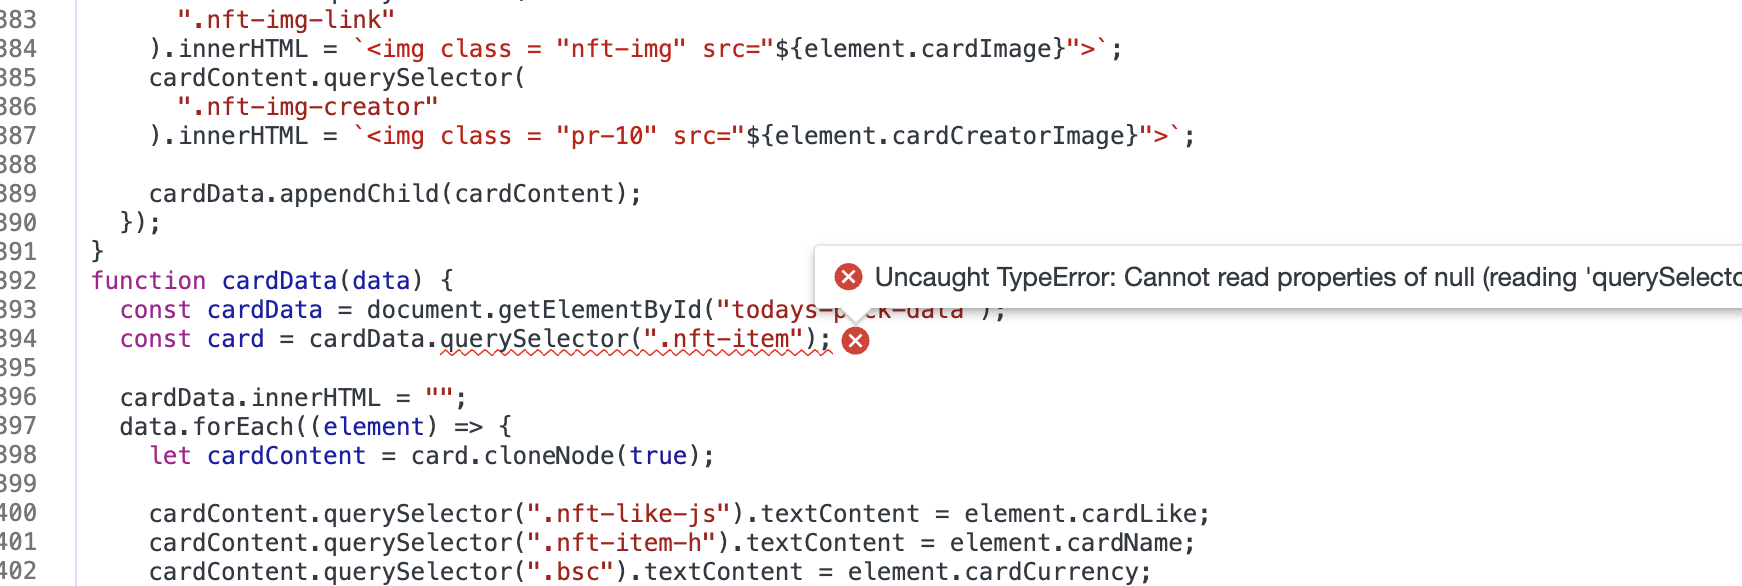 383 ".nft-img-link"
384 ).innerHTML = `<img class = "nft-img" src="${element.cardImage}">`;
385 cardContent.querySelector(
386 ".nft-img-creator"
387 ).innerHTML = `<img class = "pr-10" src="${element.cardCreatorImage}">`;
388
389 cardData.appendChild(cardContent);
390 });
391 }
392 function cardData(data) {
Uncaught TypeError: Cannot read properties of null (reading 'querySelecto
393 const cardData = document.getElementById("todays-pick-data");
394 const card = cardData.querySelector(".nft-item");
395
396 cardData.innerHTML = "";
397 data.forEach((element) => {
398 let cardContent = card.cloneNode(true);
399
400 cardContent.querySelector(".nft-like-js").textContent = element.cardLike;
401 cardContent.querySelector(".nft-item-h").textContent = element.cardName;
402 cardContent.querySelector(".bsc").textContent = element.cardCurrency;